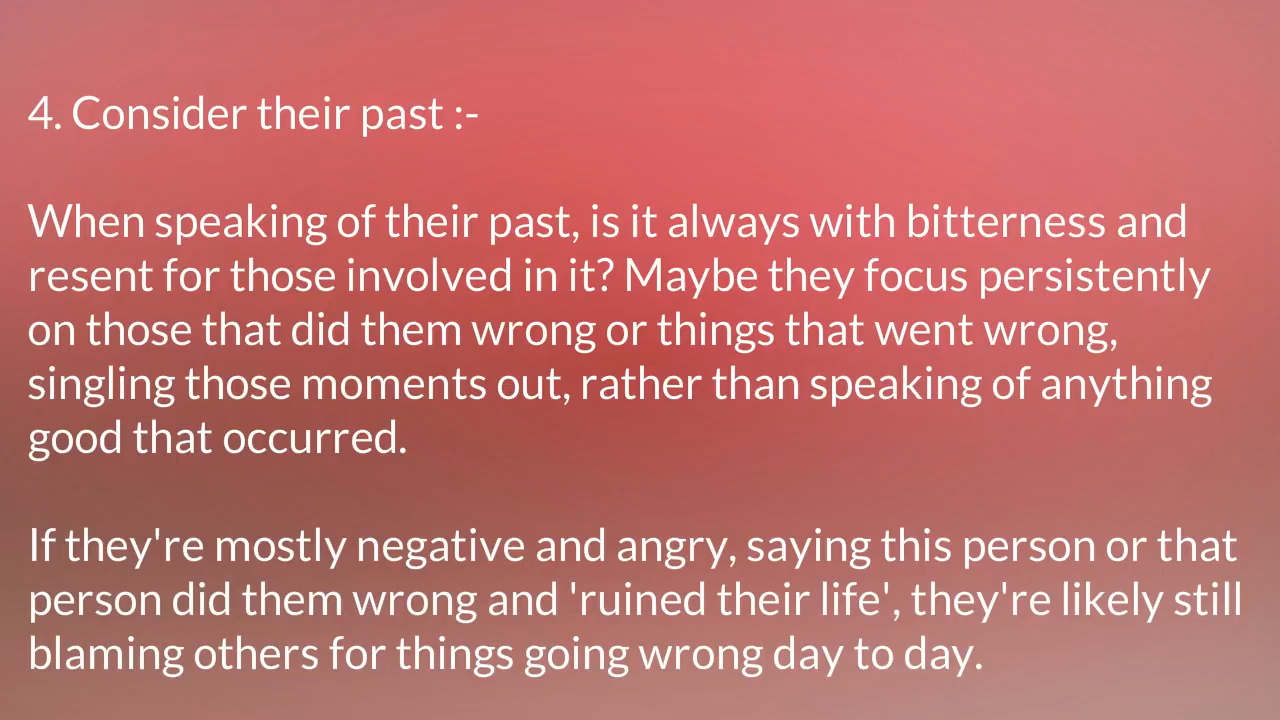 4. Consider their past :-
When speaking of their past, is it always with bitterness and
resent for those involved in it? Maybe they focus persistently
on those that did them wrong or things that went wrong,
singling those moments out, rather than speaking of anything
good that occurred.
If they're mostly negative and angry, saying this person or that
person did them wrong and 'ruined their life', they're likely still
blaming others for things going wrong day to day.